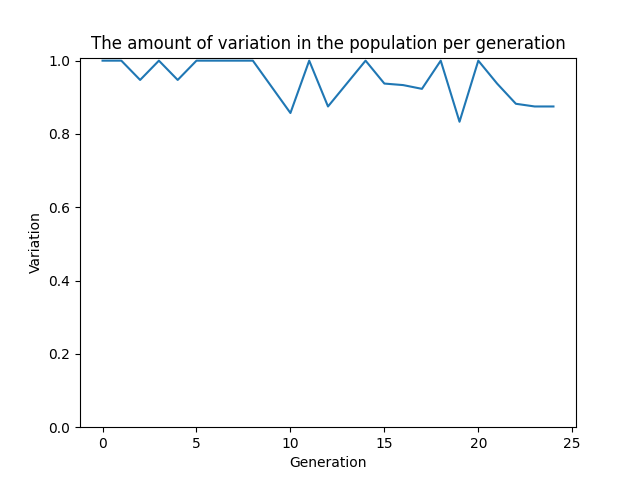 The amount of variation in the population per generation
1.0
0.8
0.6
0.4
0.2
0.0
Variation
0 5 10 15 20 25
Generation